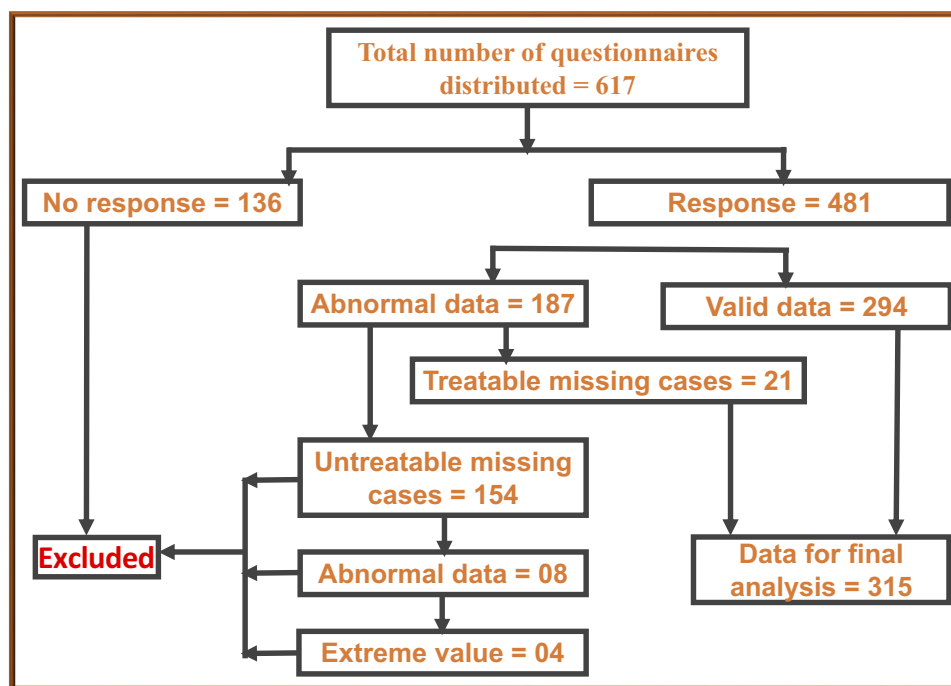 Total number of questionnaires
distributed = 617
No response = 136
Response = 481
Abnormal data = 187
Valid data = 294
Treatable missing cases = 21
Untreatable missing
cases = 154
Excluded
Abnormal data = 08
Data for final
analysis = 315
Extreme value = 04